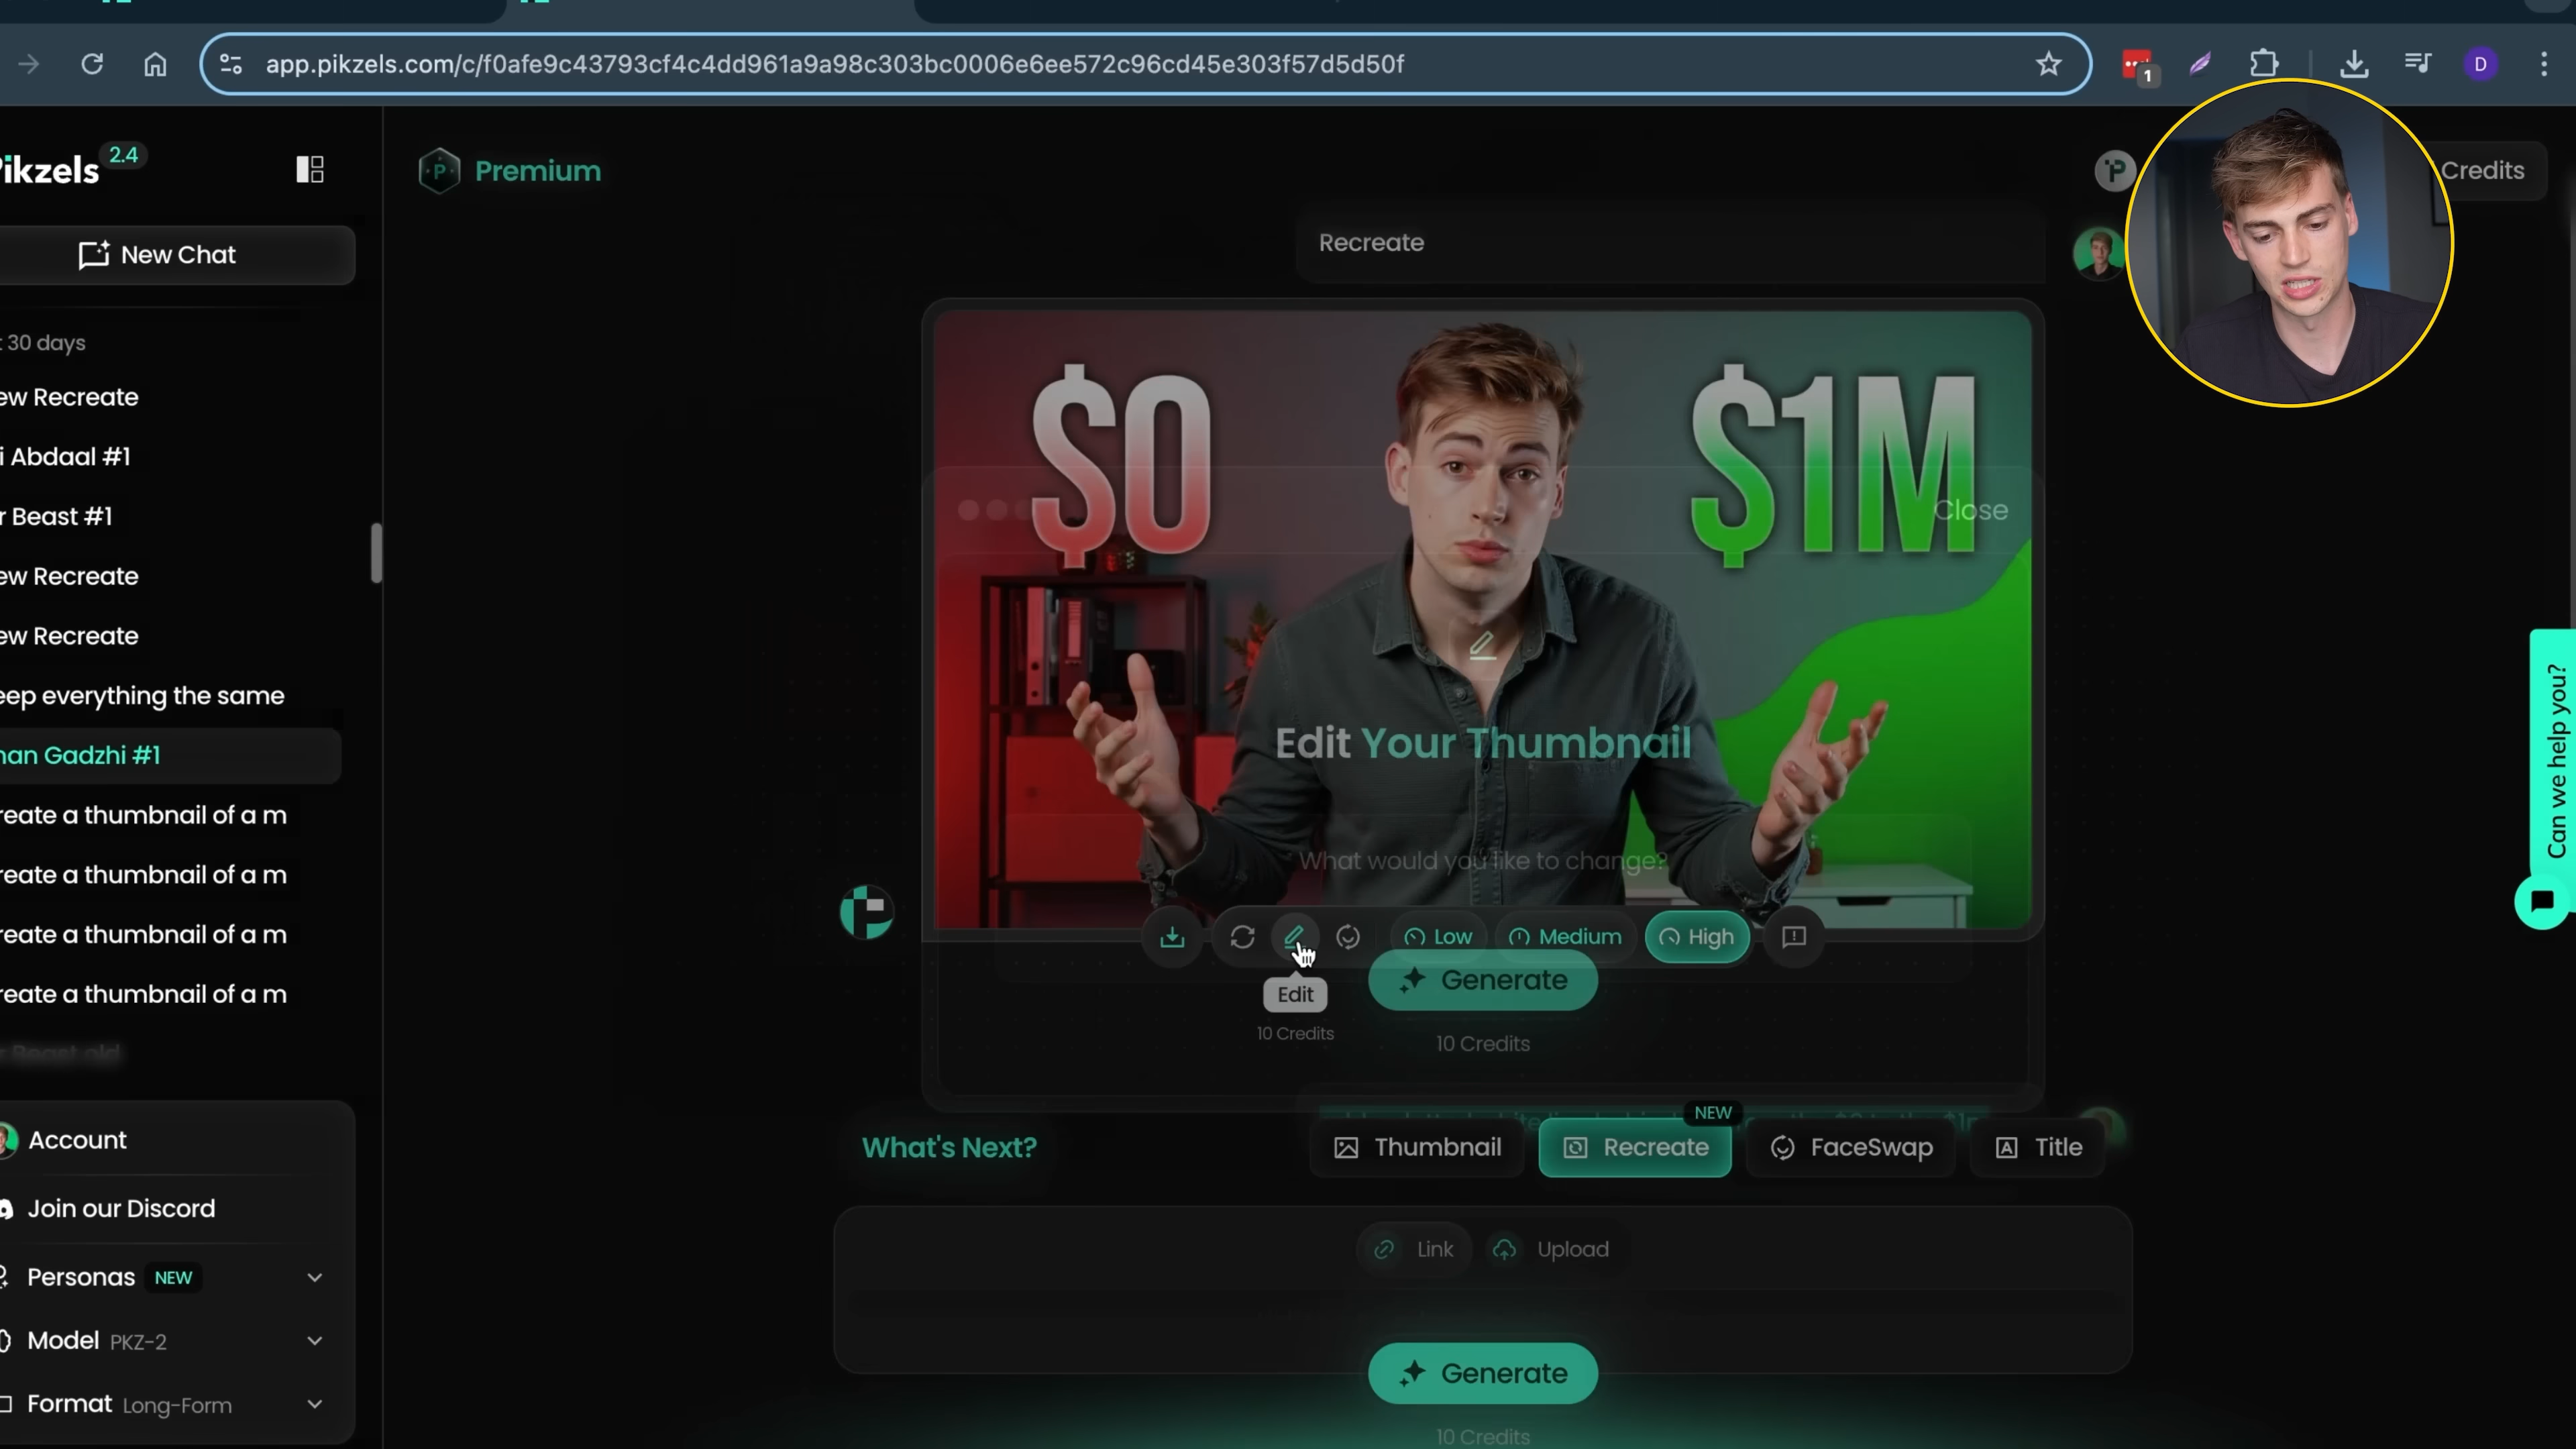 app.pikzels.com/c/f0afe9c43793cf4c4dd961a9a98c303bc0006e6ee572c96cd45e303f57d5d50f
1
D
ikzels 2.4
Premium
Credits
New Chat
Recreate
30 days
ew Recreate
i Abdaal #1
r Beast #1
ew Recreate
ew Recreate
eep everything the same
nan Gadzhi #1
reate a thumbnail of a m
reate a thumbnail of a m
reate a thumbnail of a m
reate a thumbnail of a m
r Beast old
$0
$1M
Close
Edit Your Thumbnail
What would you like to change?
Low
Medium
High
Edit
10 Credits
Generate
10 Credits
What's Next?
Thumbnail
Recreate
NEW
FaceSwap
Title
Link
Upload
Generate
10 Credits
Account
Join our Discord
Personas NEW
Model PKZ-2
Format Long-Form
Can we help you?